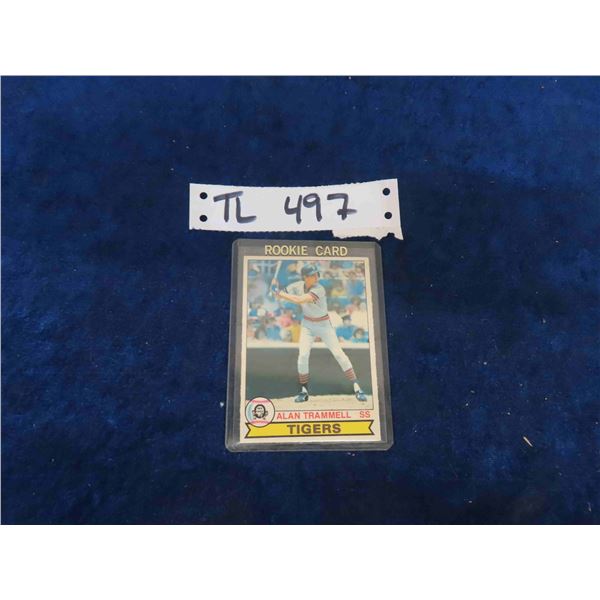 TL 497
ROOKIE CARD
ALAN TRAMMELL SS
TIGERS